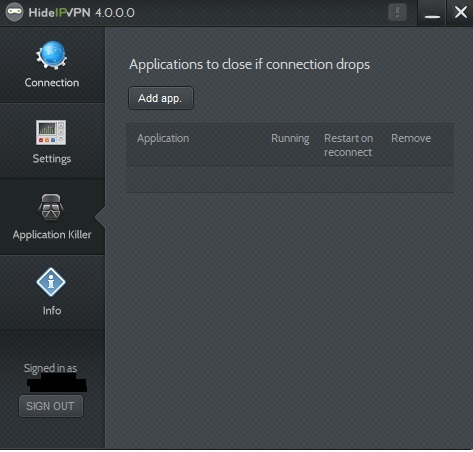 HideIPVPN 4.0.0.0
Connection
Settings
Application Killer
Info
Signed in as
SIGN OUT
Applications to close if connection drops
Add app.
Application Running Restart on reconnect Remove